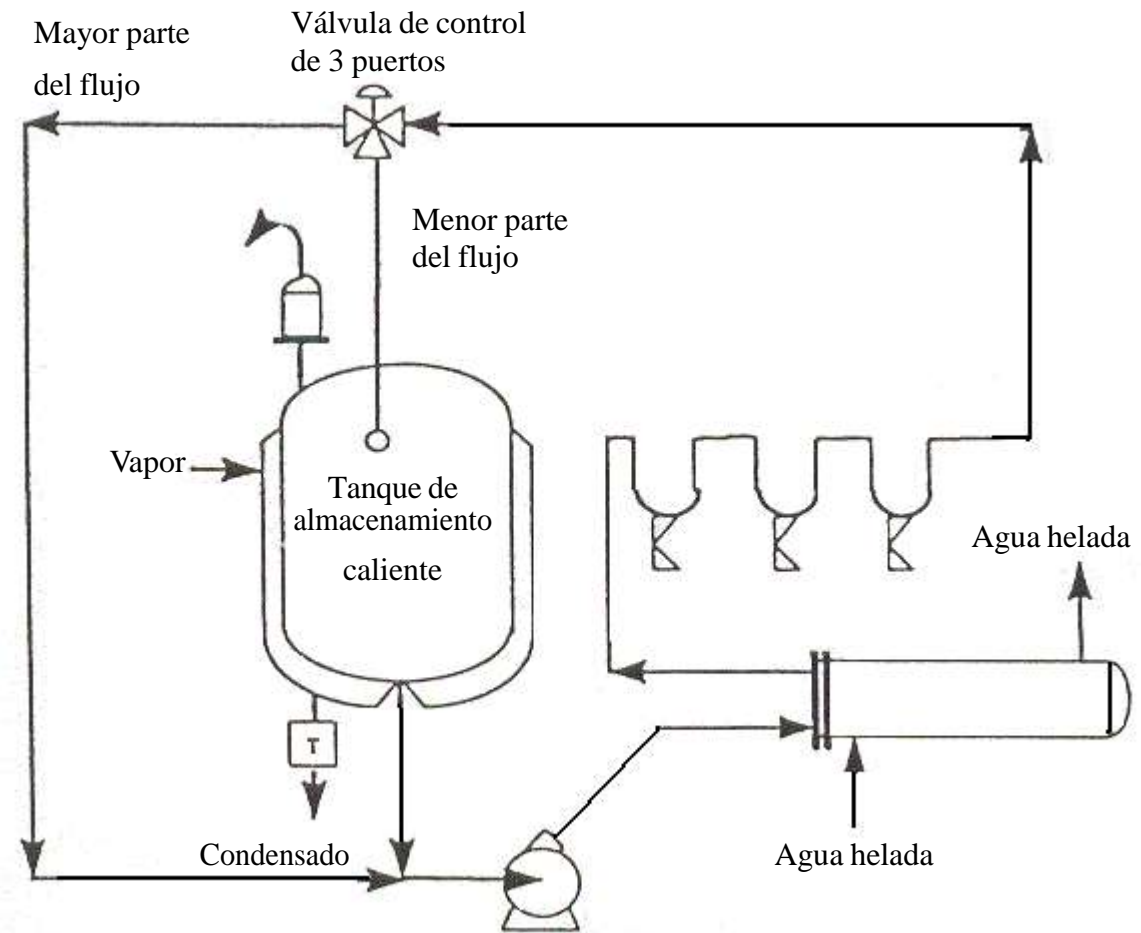 Mayor parte
del flujo
Válvula de control
de 3 puertos
Menor parte
del flujo
Vapor
Tanque de
almacenamiento
caliente
Agua helada
T
Condensado
Agua helada